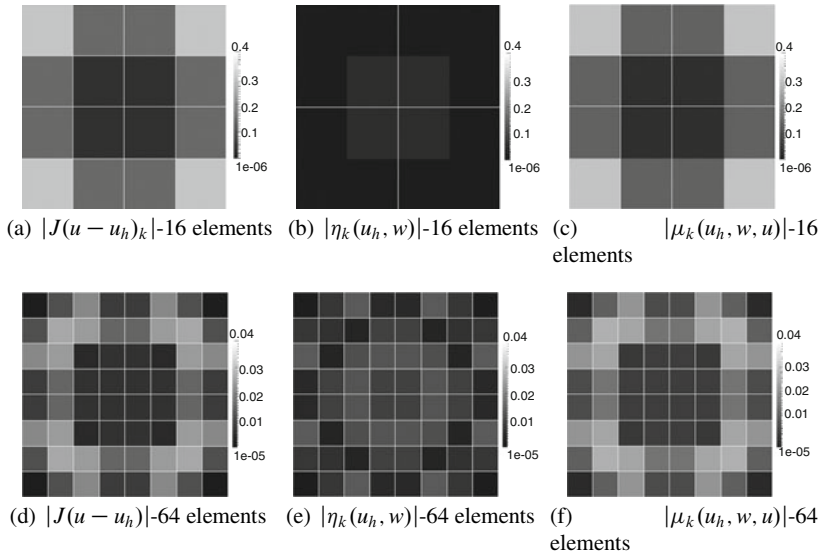 0.4
0.3
0.2
0.1
1e-06
0.4
0.3
0.2
0.1
1e-06
0.4
0.3
0.2
0.1
1e-06
(a) |J(u − u_h)_k|-16 elements
(b) |η_k(u_h, w)|-16 elements
(c) |μ_k(u_h, w, u)|-16
elements
0.04
0.03
0.02
0.01
1e-05
0.04
0.03
0.02
0.01
1e-05
0.04
0.03
0.02
0.01
1e-05
(d) |J(u − u_h)|-64 elements
(e) |η_k(u_h, w)|-64 elements
(f) |μ_k(u_h, w, u)|-64
elements